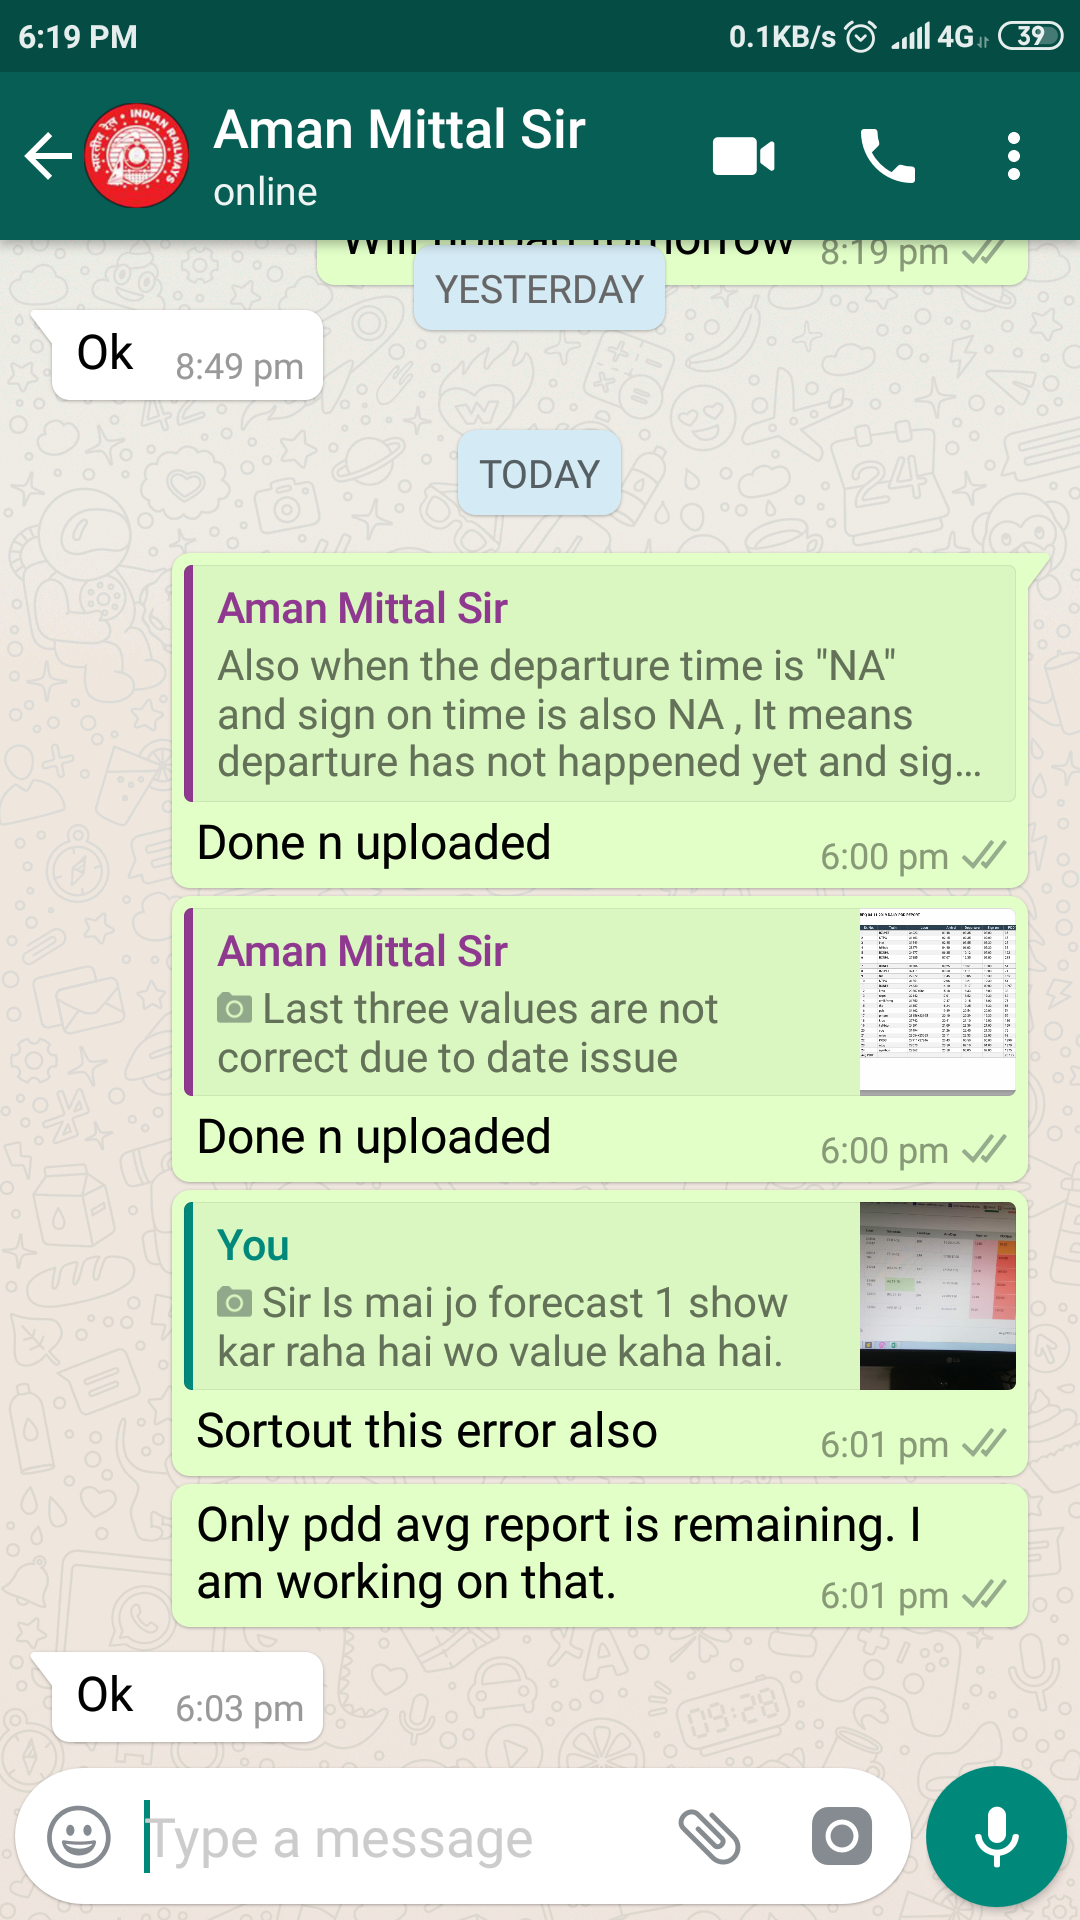 6:19 PM
0.1KB/s 4G 39
Aman Mittal Sir
online
Will upload tomorrow 8:19 pm
YESTERDAY
Ok 8:49 pm
TODAY
Aman Mittal Sir
Also when the departure time is "NA"
and sign on time is also NA , It means
departure has not happened yet and sig...
Done n uploaded
6:00 pm
Aman Mittal Sir
Last three values are not
correct due to date issue
Done n uploaded
6:00 pm
You
Sir Is mai jo forecast 1 show
kar raha hai wo value kaha hai.
Sortout this error also
6:01 pm
Only pdd avg report is remaining. I
am working on that.
6:01 pm
Ok 6:03 pm
Type a message